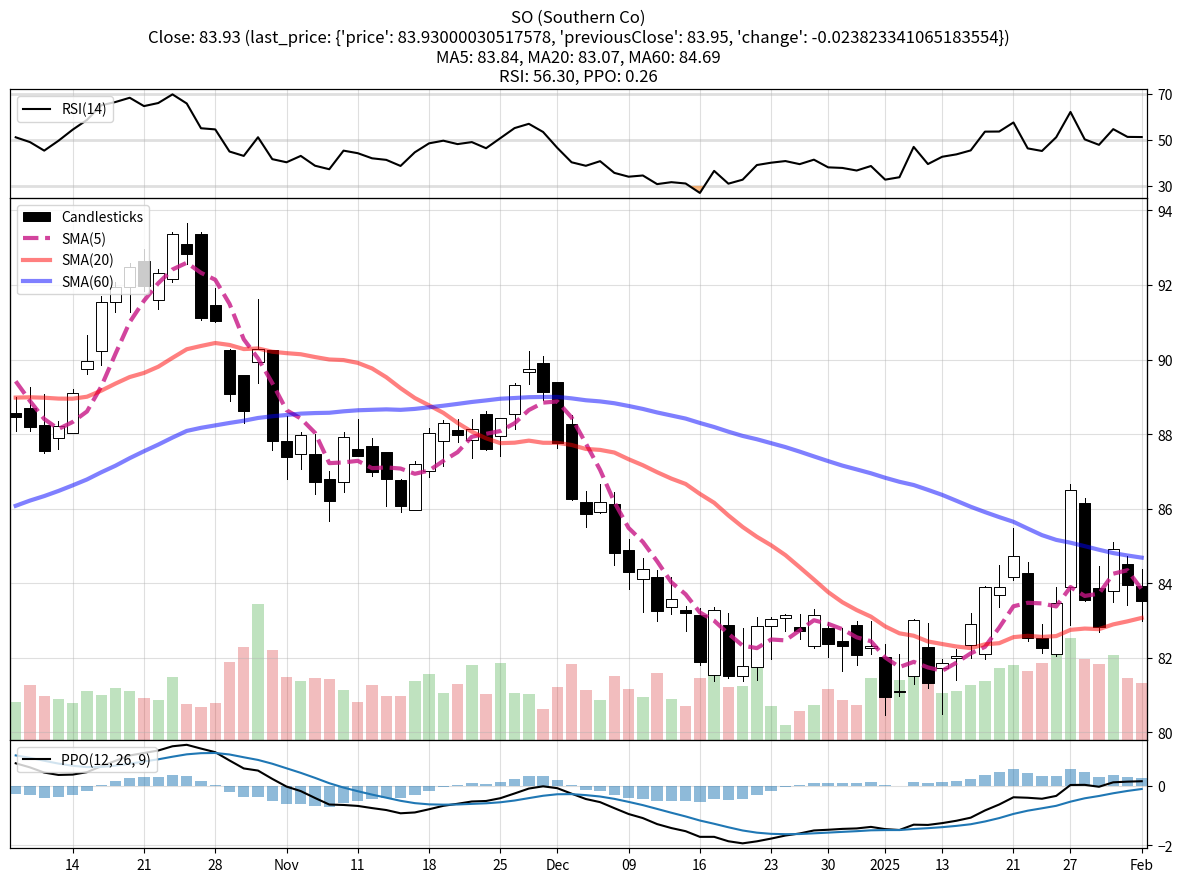 SO (Southern Co)
Close: 83.93 (last_price: {'price': 83.93000030517578, 'previousClose': 83.95, 'change': -0.023823341065183554})
MA5: 83.84, MA20: 83.07, MA60: 84.69
RSI: 56.30, PPO: 0.26
RSI(14)
70
50
30
Candlesticks
SMA(5)
SMA(20)
SMA(60)
94
92
90
88
86
84
82
80
PPO(12, 26, 9)
0
−2
14 21 28 Nov 11 18 25 Dec 09 16 23 30 2025 13 21 27 Feb